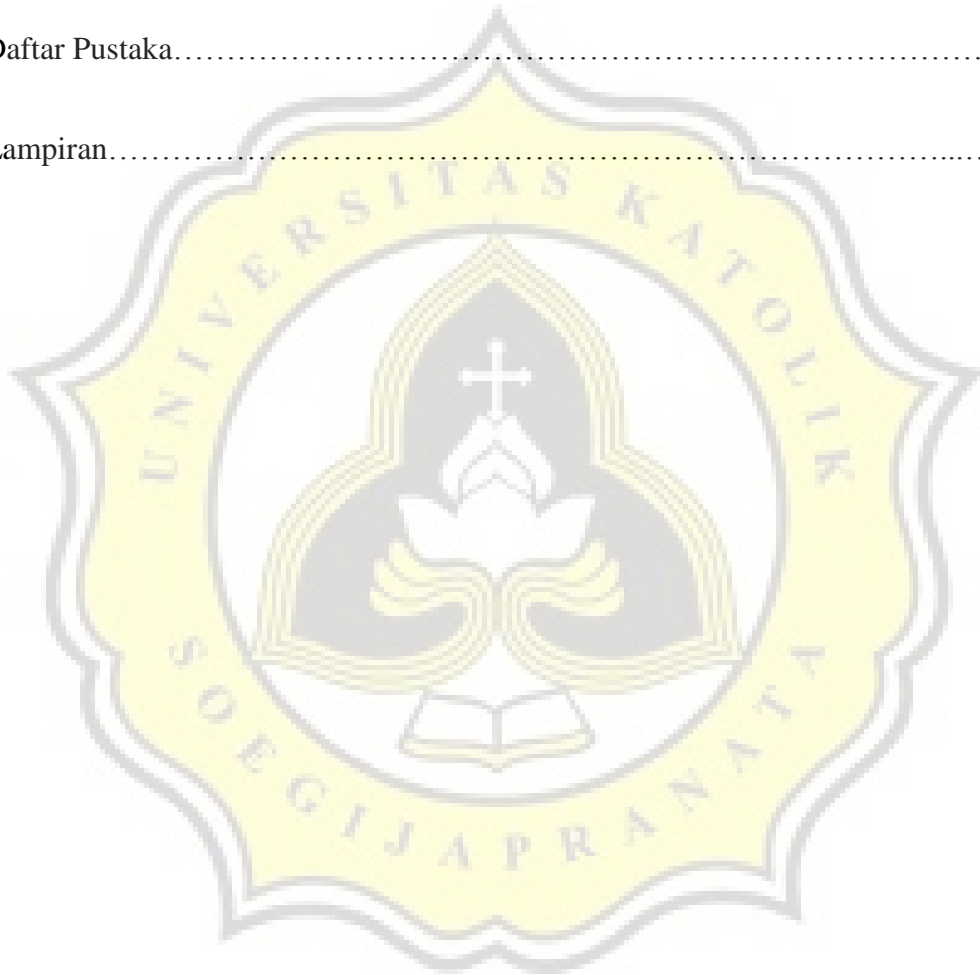 Daftar Pustaka……………………………………………………………………………
Lampiran…………………………………………………………………………..…
UNIVERSITAS KATOLIK
SOEGIJAPRANATA